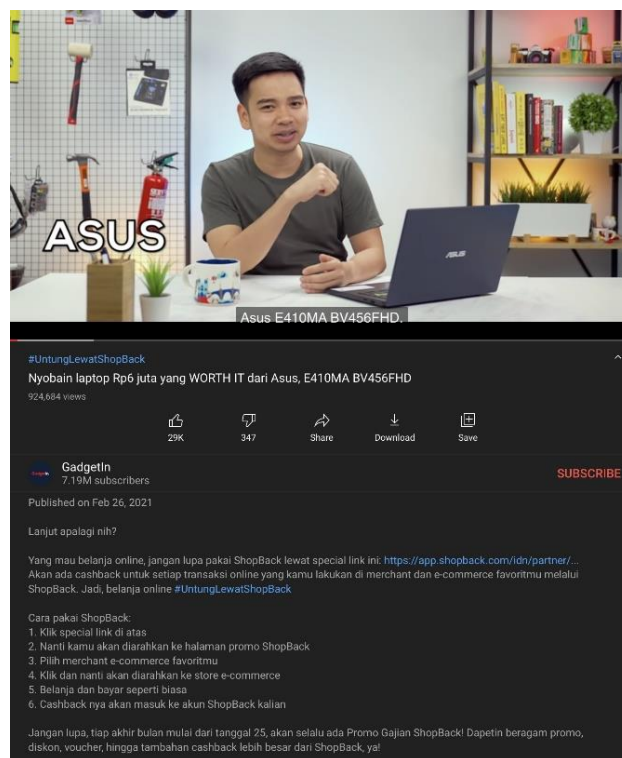 ASUS
ASUS
Asus E410MA BV456FHD.
#UntungLewatShopBack
Nyobain laptop Rp6 juta yang WORTH IT dari Asus, E410MA BV456FHD
924,684 views
29K 347 Share Download Save
GadgetIn
7.19M subscribers
SUBSCRIBE
Published on Feb 26, 2021
Lanjut apalagi nih?
Yang mau belanja online, jangan lupa pakai ShopBack lewat special link ini: https://app.shopback.com/idn/partner/...
Akan ada cashback untuk setiap transaksi online yang kamu lakukan di merchant dan e-commerce favoritmu melalui
ShopBack. Jadi, belanja online #UntungLewatShopBack
Cara pakai ShopBack:
1. Klik special link di atas
2. Nanti kamu akan diarahkan ke halaman promo ShopBack
3. Pilih merchant e-commerce favoritmu
4. Klik dan nanti akan diarahkan ke store e-commerce
5. Belanja dan bayar seperti biasa
6. Cashback nya akan masuk ke akun ShopBack kalian
Jangan lupa, tiap akhir bulan mulai dari tanggal 25, akan selalu ada Promo Gajian ShopBack! Dapetin beragam promo,
diskon, voucher, hingga tambahan cashback lebih besar dari ShopBack, ya!